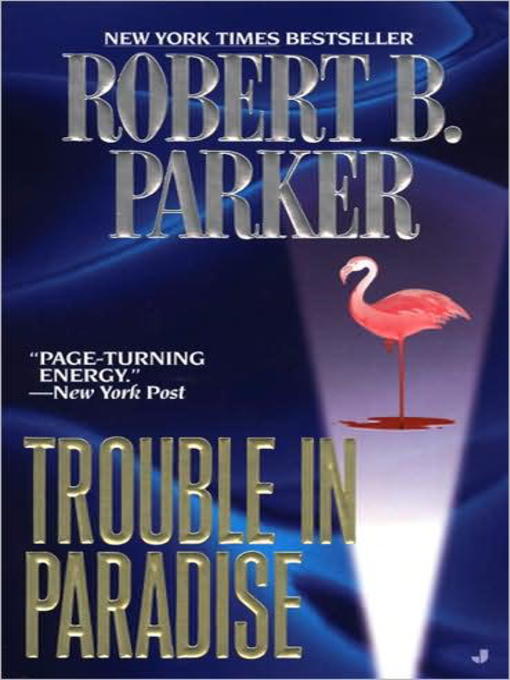 NEW YORK TIMES BESTSELLER
ROBERT B.
PARKER
“PAGE-TURNING
ENERGY.”
—New York Post
TROUBLE IN
PARADISE
J